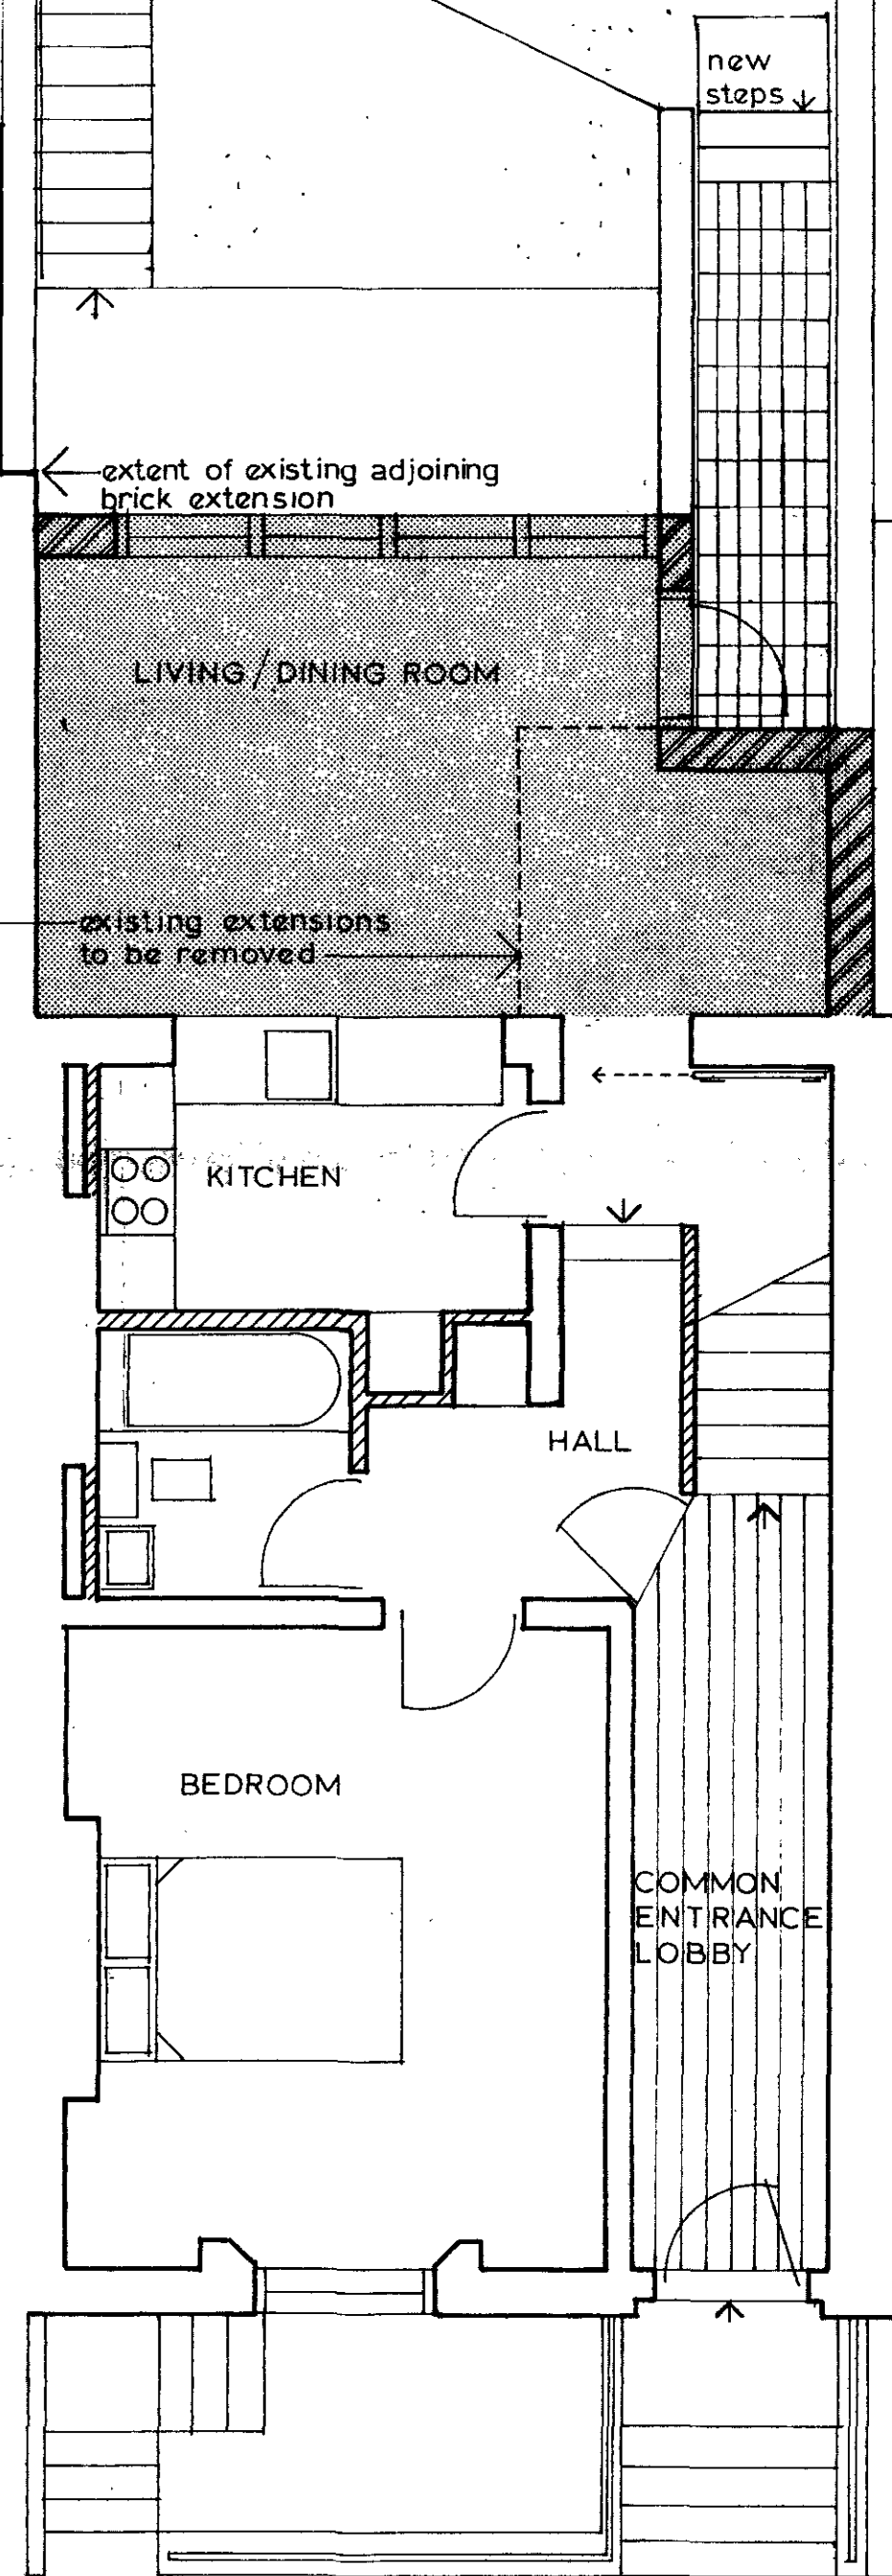 new
steps
extent of existing adjoining
brick extension
LIVING/DINING ROOM
existing extensions
to be removed
KITCHEN
HALL
BEDROOM
COMMON
ENTRANCE
LOBBY